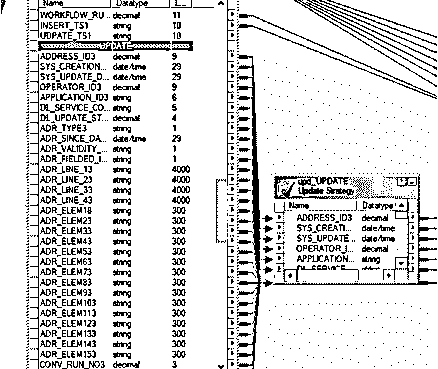 Name Datatype L...
WORKFLOW_RU... decimal 11
INSERT_TS1 string 10
UPDATE_TS1 string 10
UPDATE
ADDRESS_ID3 decimal 9
SYS_CREATION... date/time 29
SYS_UPDATE_D... date/time 29
OPERATOR_ID3 decimal 9
APPLICATION_ID3 string 6
DL_SERVICE_CO... string 5
DL_UPDATE_ST... decimal 4
ADR_TYPE3 string 1
ADR_SINCE_DA... date/time 29
ADR_VALIDITY_... string 1
ADR_FIELDED_I... string 1
ADR_LINE_13 string 4000
ADR_LINE_23 string 4000
ADR_LINE_33 string 4000
ADR_LINE_43 string 4000
ADR_ELEM18 string 300
ADR_ELEM23 string 300
ADR_ELEM33 string 300
ADR_ELEM43 string 300
ADR_ELEM53 string 300
ADR_ELEM63 string 300
ADR_ELEM73 string 300
ADR_ELEM83 string 300
ADR_ELEM93 string 300
ADR_ELEM103 string 300
ADR_ELEM113 string 300
ADR_ELEM123 string 300
ADR_ELEM133 string 300
ADR_ELEM143 string 300
ADR_ELEM153 string 300
CONV_RUN_NO3 decimal 3
upd_UPDATE
Update Strategy
Name Datatype
ADDRESS_ID3 decimal
SYS_CREATI... date/time
SYS_UPDATE... date/time
OPERATOR_I... decimal
APPLICATION... string